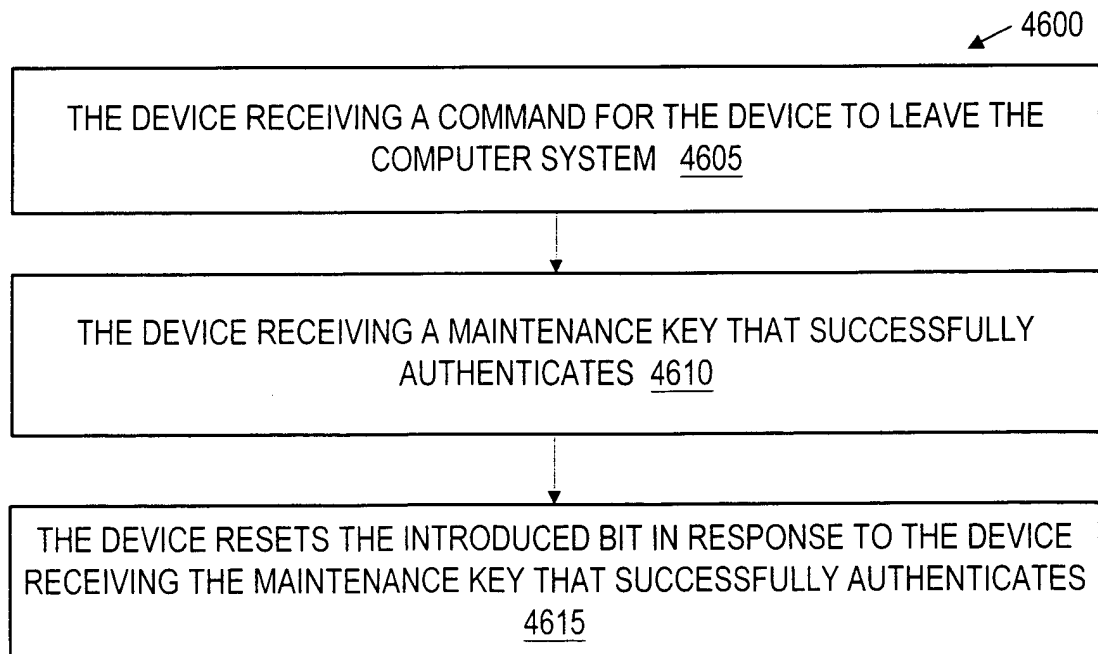 4600
THE DEVICE RECEIVING A COMMAND FOR THE DEVICE TO LEAVE THE
COMPUTER SYSTEM 4605
THE DEVICE RECEIVING A MAINTENANCE KEY THAT SUCCESSFULLY
AUTHENTICATES 4610
THE DEVICE RESETS THE INTRODUCED BIT IN RESPONSE TO THE DEVICE
RECEIVING THE MAINTENANCE KEY THAT SUCCESSFULLY AUTHENTICATES
4615